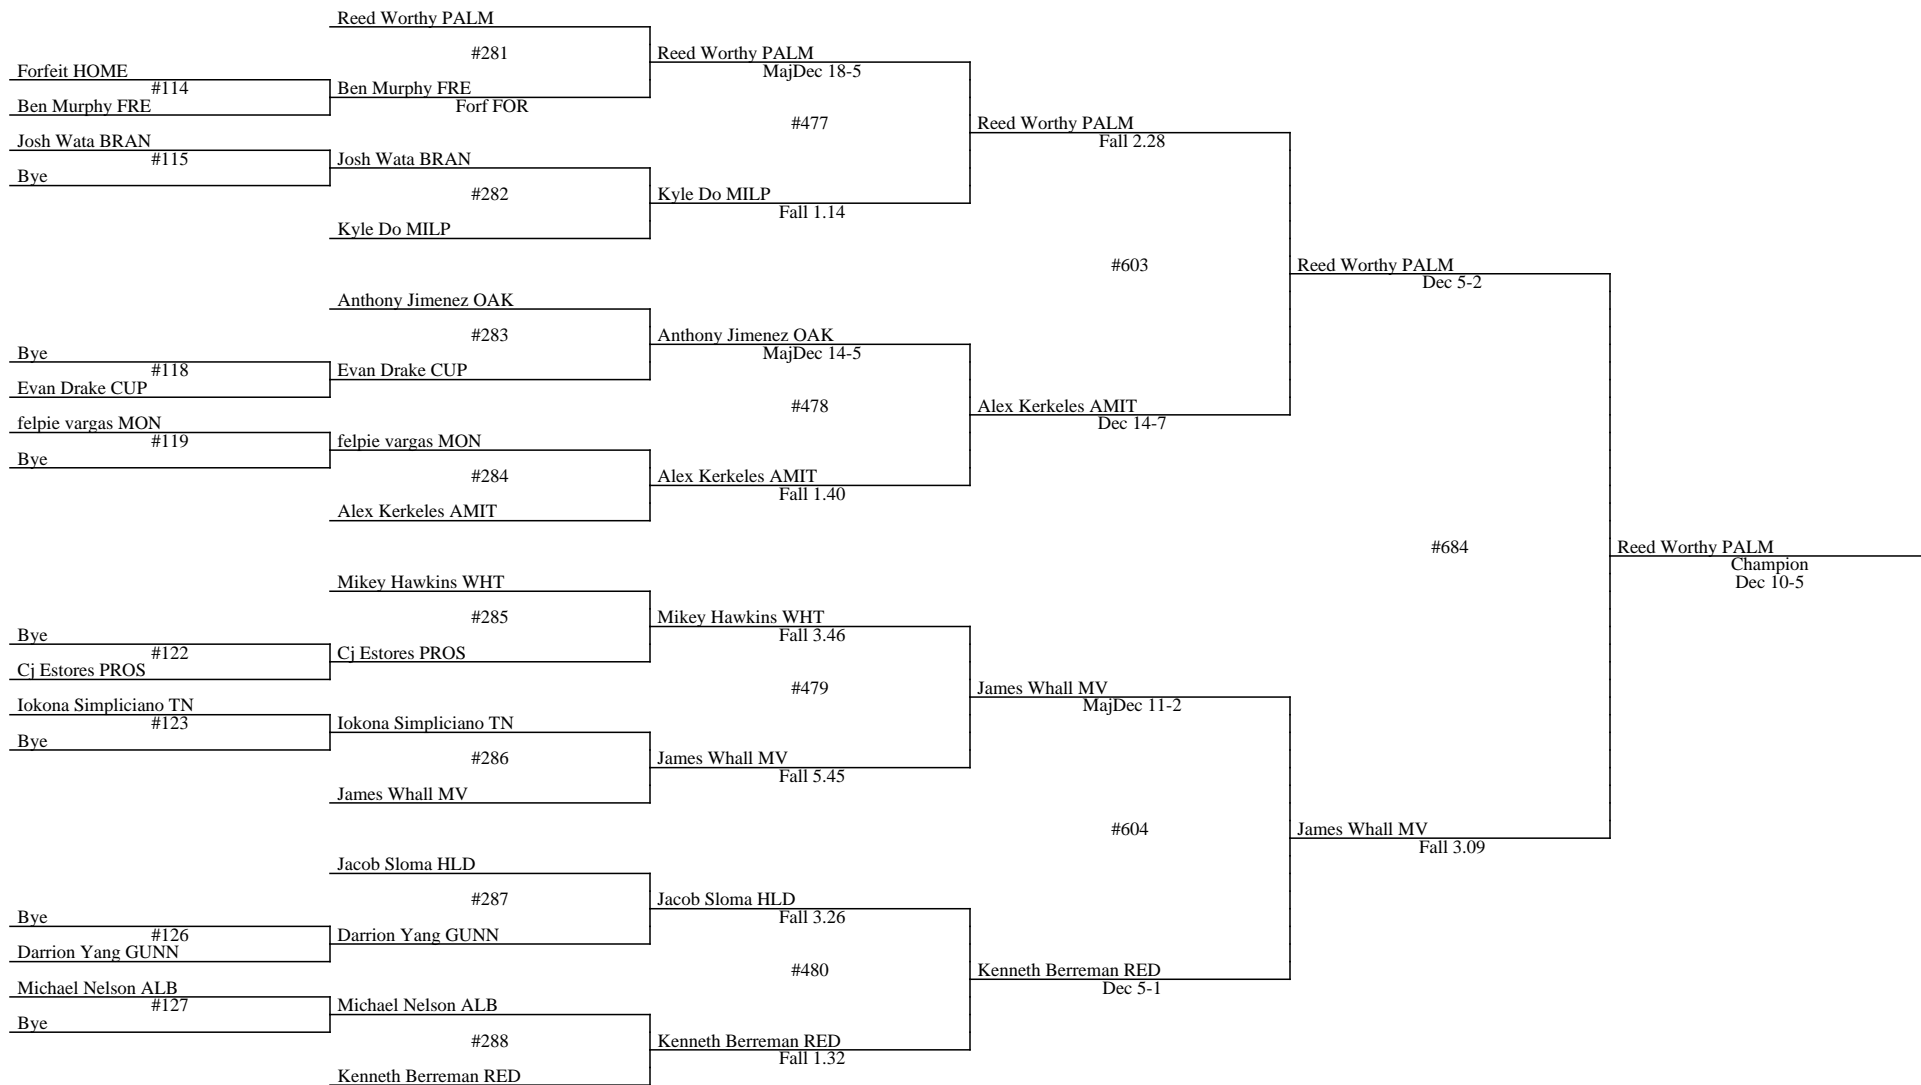 Reed Worthy PALM
#281
Reed Worthy PALM
MajDec 18-5
Forfeit HOME
#114
Ben Murphy FRE
Ben Murphy FRE
Forf FOR
#477
Reed Worthy PALM
Fall 2.28
Josh Wata BRAN
#115
Bye
Josh Wata BRAN
#282
Kyle Do MILP
Fall 1.14
Kyle Do MILP
#603
Reed Worthy PALM
Dec 5-2
Anthony Jimenez OAK
#283
Anthony Jimenez OAK
MajDec 14-5
Bye
#118
Evan Drake CUP
Evan Drake CUP
#478
Alex Kerkeles AMIT
Dec 14-7
felpie vargas MON
#119
Bye
felpie vargas MON
#284
Alex Kerkeles AMIT
Fall 1.40
Alex Kerkeles AMIT
#684
Reed Worthy PALM
Champion
Dec 10-5
Mikey Hawkins WHT
#285
Mikey Hawkins WHT
Fall 3.46
Bye
#122
Cj Estores PROS
Cj Estores PROS
#479
James Whall MV
MajDec 11-2
Iokona Simpliciano TN
#123
Bye
Iokona Simpliciano TN
#286
James Whall MV
Fall 5.45
James Whall MV
#604
James Whall MV
Fall 3.09
Jacob Sloma HLD
#287
Jacob Sloma HLD
Fall 3.26
Bye
#126
Darrion Yang GUNN
Darrion Yang GUNN
#480
Kenneth Berreman RED
Dec 5-1
Michael Nelson ALB
#127
Bye
Michael Nelson ALB
#288
Kenneth Berreman RED
Fall 1.32
Kenneth Berreman RED